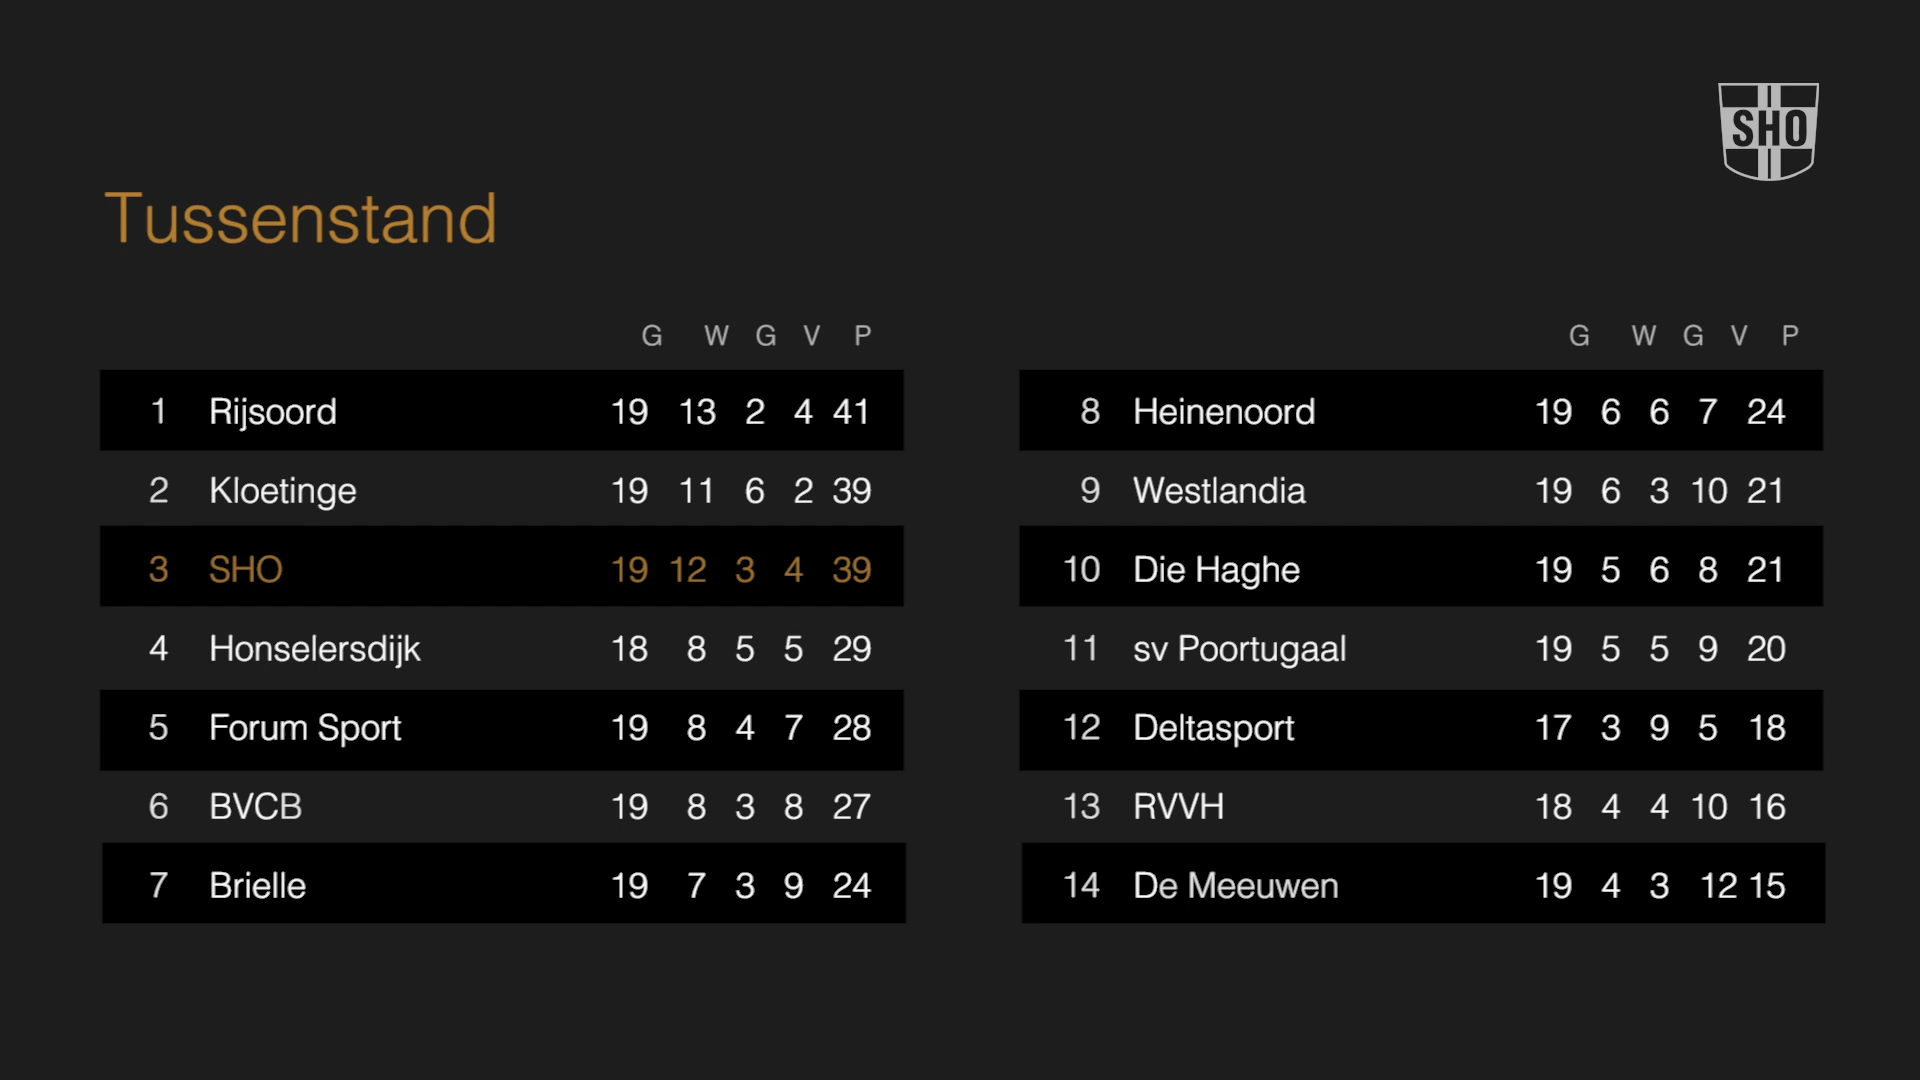 SHO
Tussenstand
G W G V P
1 Rijsoord 19 13 2 4 41
2 Kloetinge 19 11 6 2 39
3 SHO 19 12 3 4 39
4 Honselersdijk 18 8 5 5 29
5 Forum Sport 19 8 4 7 28
6 BVCB 19 8 3 8 27
7 Brielle 19 7 3 9 24
G W G V P
8 Heinenoord 19 6 6 7 24
9 Westlandia 19 6 3 10 21
10 Die Haghe 19 5 6 8 21
11 sv Poortugaal 19 5 5 9 20
12 Deltasport 17 3 9 5 18
13 RVVH 18 4 4 10 16
14 De Meeuwen 19 4 3 12 15